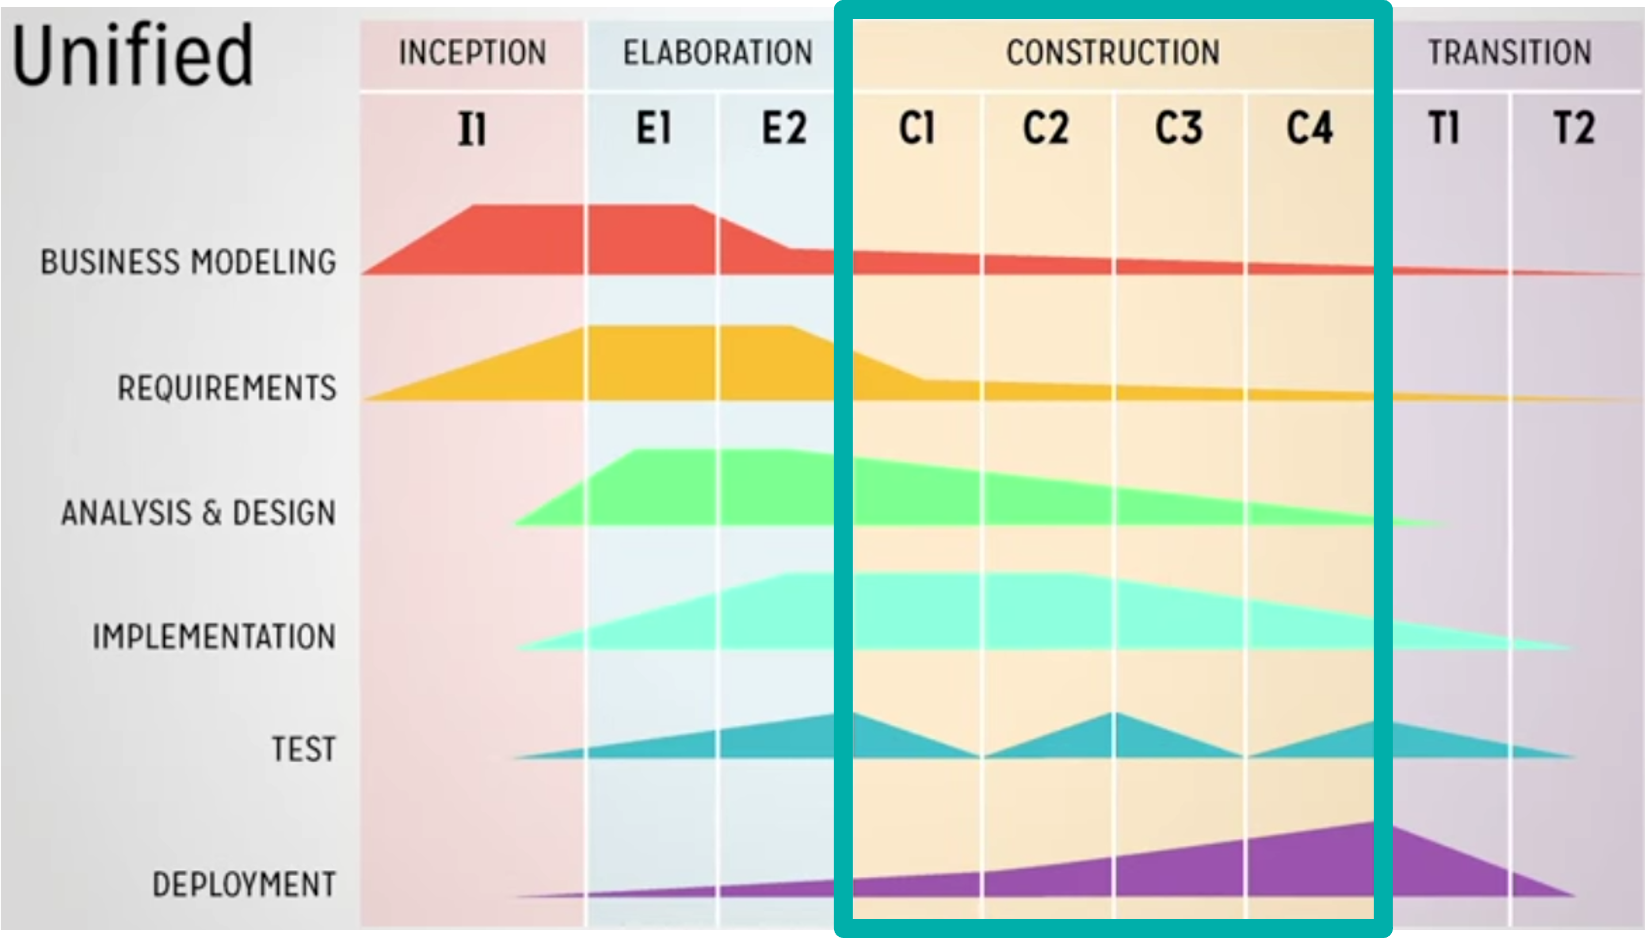 Unified
INCEPTION ELABORATION CONSTRUCTION TRANSITION
I1 E1 E2 C1 C2 C3 C4 T1 T2
BUSINESS MODELING
REQUIREMENTS
ANALYSIS & DESIGN
IMPLEMENTATION
TEST
DEPLOYMENT